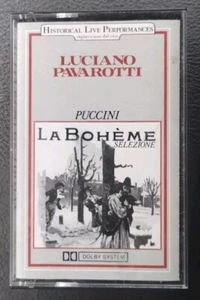 HISTORICAL LIVE PERFORMANCES
LUCIANO
PAVAROTTI
PUCCINI
LA BOHÈME
SELEZIONE
DOLBY SYSTEM